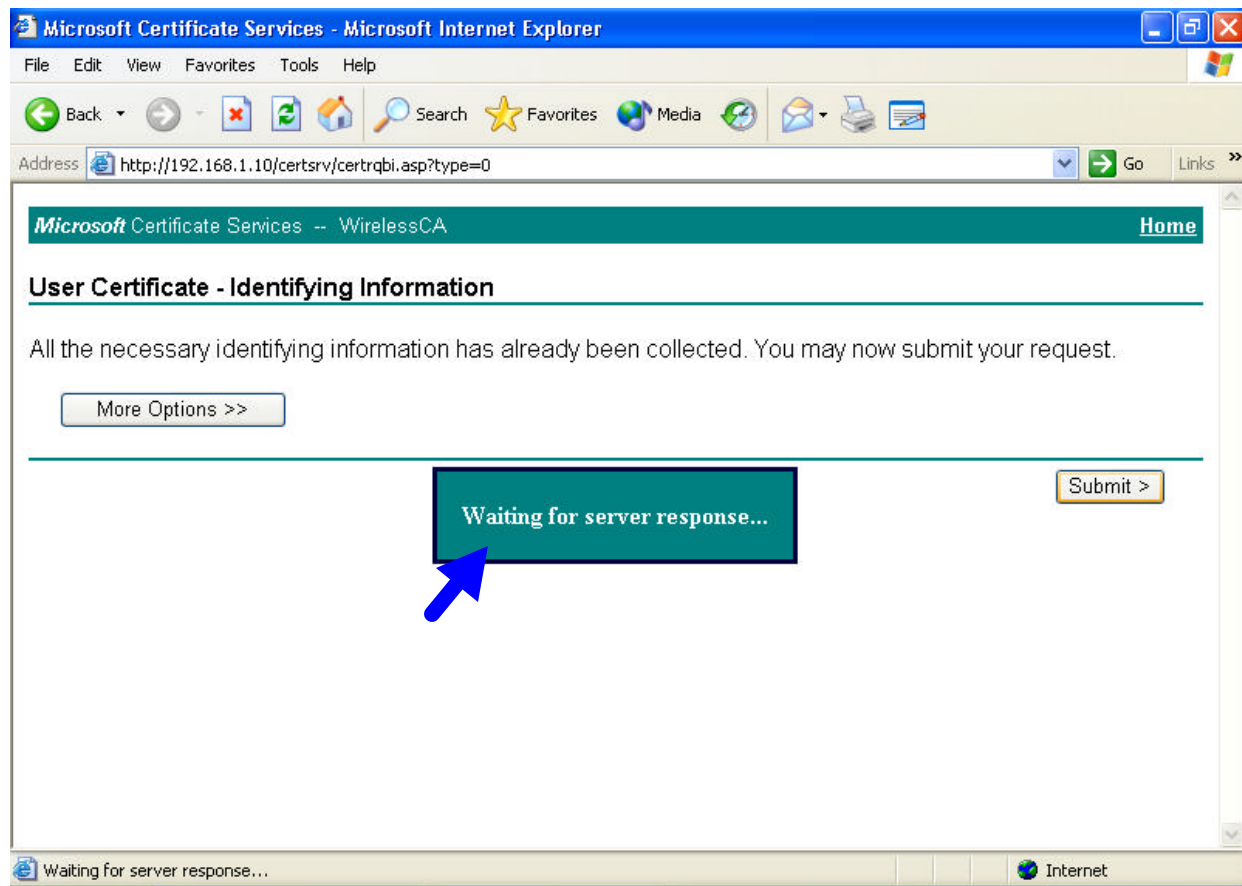 Microsoft Certificate Services - Microsoft Internet Explorer
File Edit View Favorites Tools Help
Back Search Favorites Media
Address http://192.168.1.10/certsrv/certrqbi.asp?type=0 Go Links »
Microsoft Certificate Services -- WirelessCA Home
User Certificate - Identifying Information
All the necessary identifying information has already been collected. You may now submit your request.
More Options >>
Submit >
Waiting for server response...
Waiting for server response... Internet